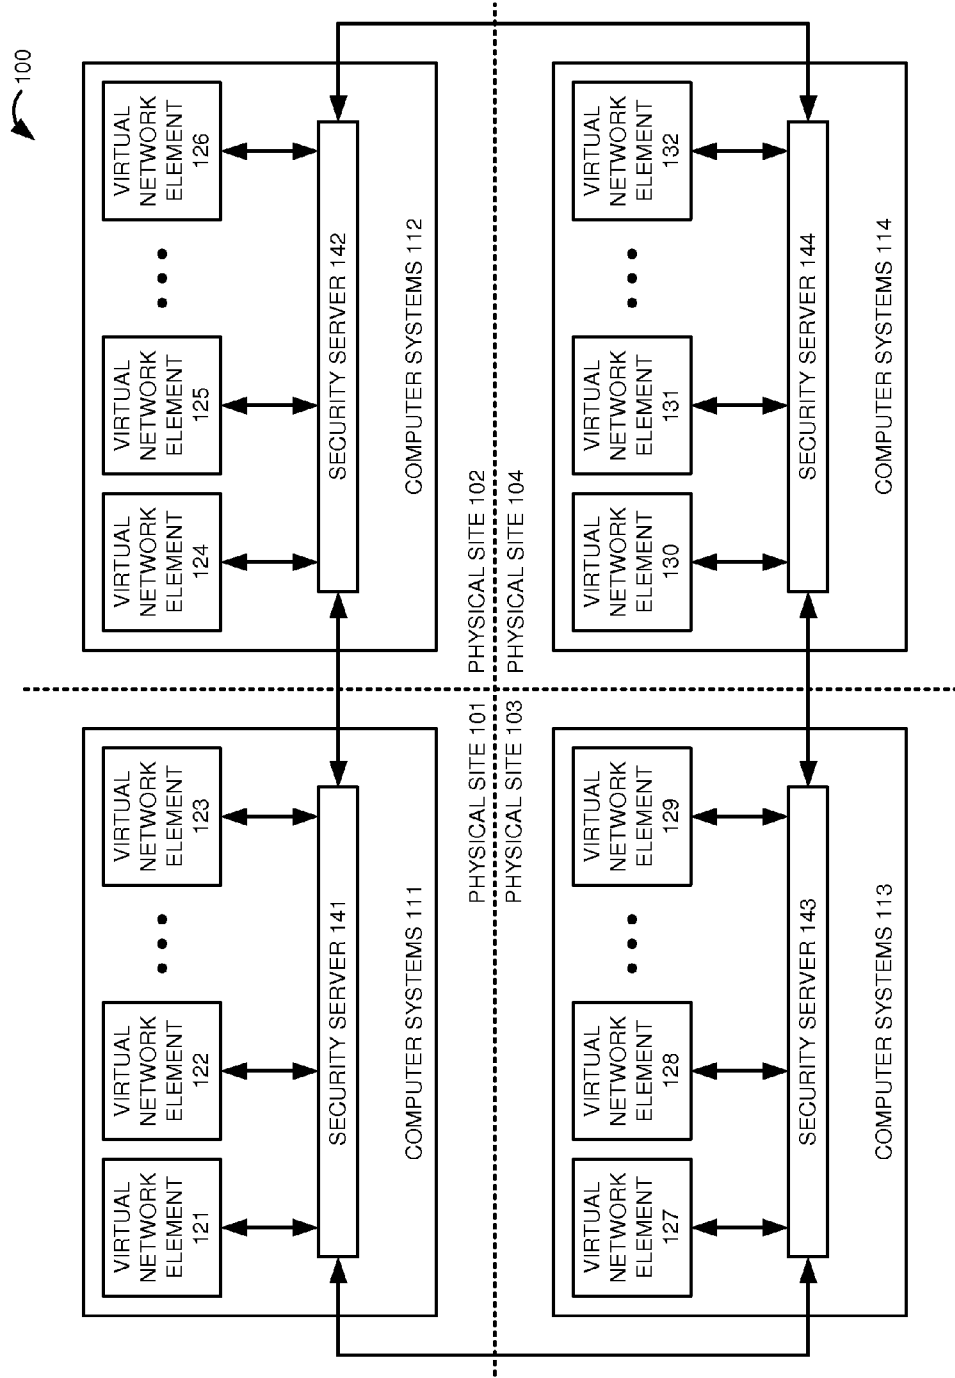 100
VIRTUAL
NETWORK
ELEMENT
121
VIRTUAL
NETWORK
ELEMENT
122
VIRTUAL
NETWORK
ELEMENT
123
SECURITY SERVER 141
COMPUTER SYSTEMS 111
PHYSICAL SITE 101
VIRTUAL
NETWORK
ELEMENT
124
VIRTUAL
NETWORK
ELEMENT
125
VIRTUAL
NETWORK
ELEMENT
126
SECURITY SERVER 142
COMPUTER SYSTEMS 112
PHYSICAL SITE 102
PHYSICAL SITE 103
VIRTUAL
NETWORK
ELEMENT
127
VIRTUAL
NETWORK
ELEMENT
128
VIRTUAL
NETWORK
ELEMENT
129
SECURITY SERVER 143
COMPUTER SYSTEMS 113
PHYSICAL SITE 104
VIRTUAL
NETWORK
ELEMENT
130
VIRTUAL
NETWORK
ELEMENT
131
VIRTUAL
NETWORK
ELEMENT
132
SECURITY SERVER 144
COMPUTER SYSTEMS 114